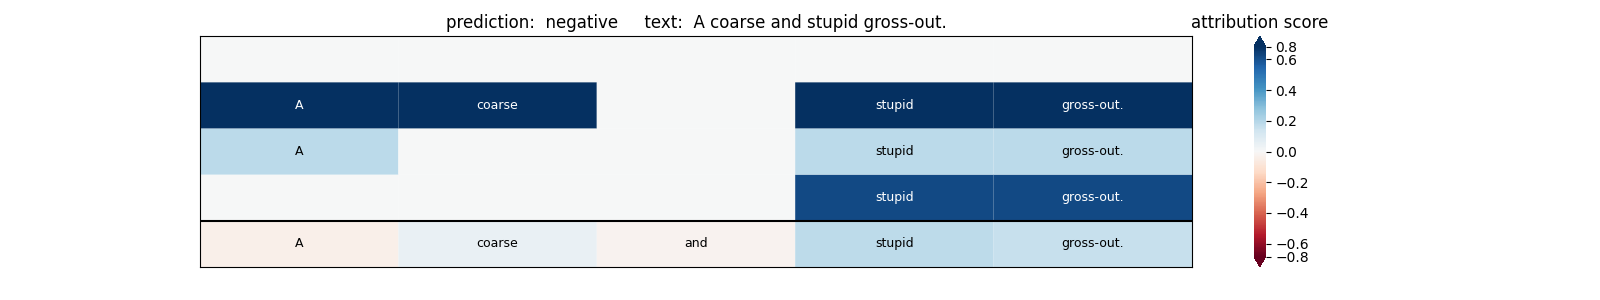 prediction:  negative     text:  A coarse and stupid gross-out.
attribution score
A coarse stupid gross-out.
A stupid gross-out.
stupid gross-out.
A coarse and stupid gross-out.
0.8
0.6
0.4
0.2
0.0
−0.2
−0.4
−0.6
−0.8